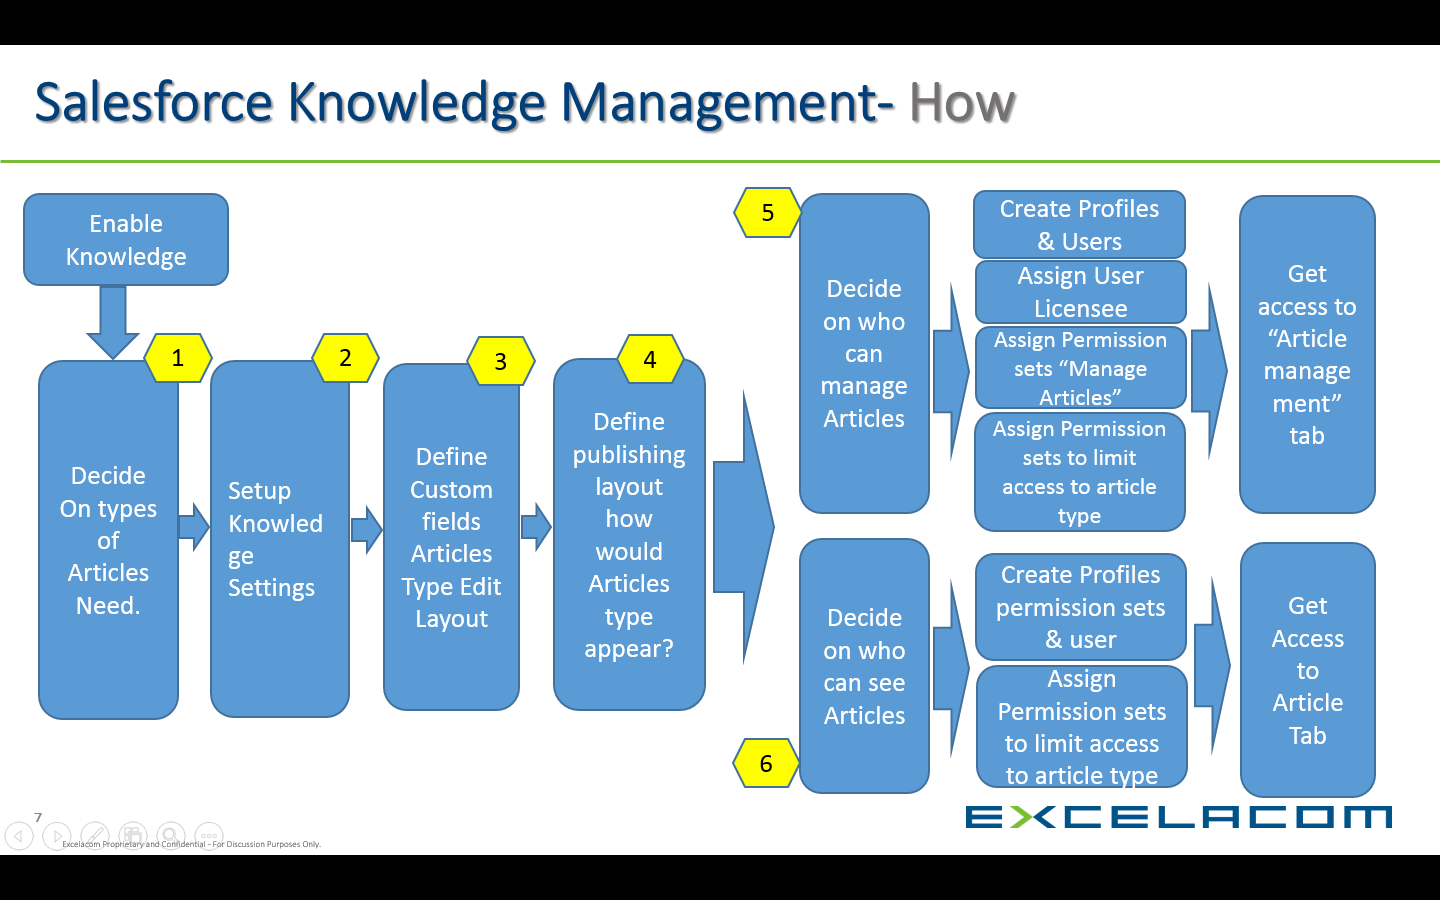 Salesforce Knowledge Management- How
Enable
Knowledge
1
Decide
On types
of
Articles
Need.
2
Setup
Knowled
ge
Settings
3
Define
Custom
fields
Articles
Type Edit
Layout
4
Define
publishing
layout
how
would
Articles
type
appear?
5
Decide
on who
can
manage
Articles
Create Profiles
& Users
Assign User
Licensee
Assign Permission
sets “Manage
Articles”
Assign Permission
sets to limit
access to article
type
Get
access to
“Article
manage
ment”
tab
6
Decide
on who
can see
Articles
Create Profiles
permission sets
& user
Assign
Permission sets
to limit access
to article type
Get
Access
to
Article
Tab
7
Excelacom Proprietary and Confidential - For Discussion Purposes Only.
EXCELACOM